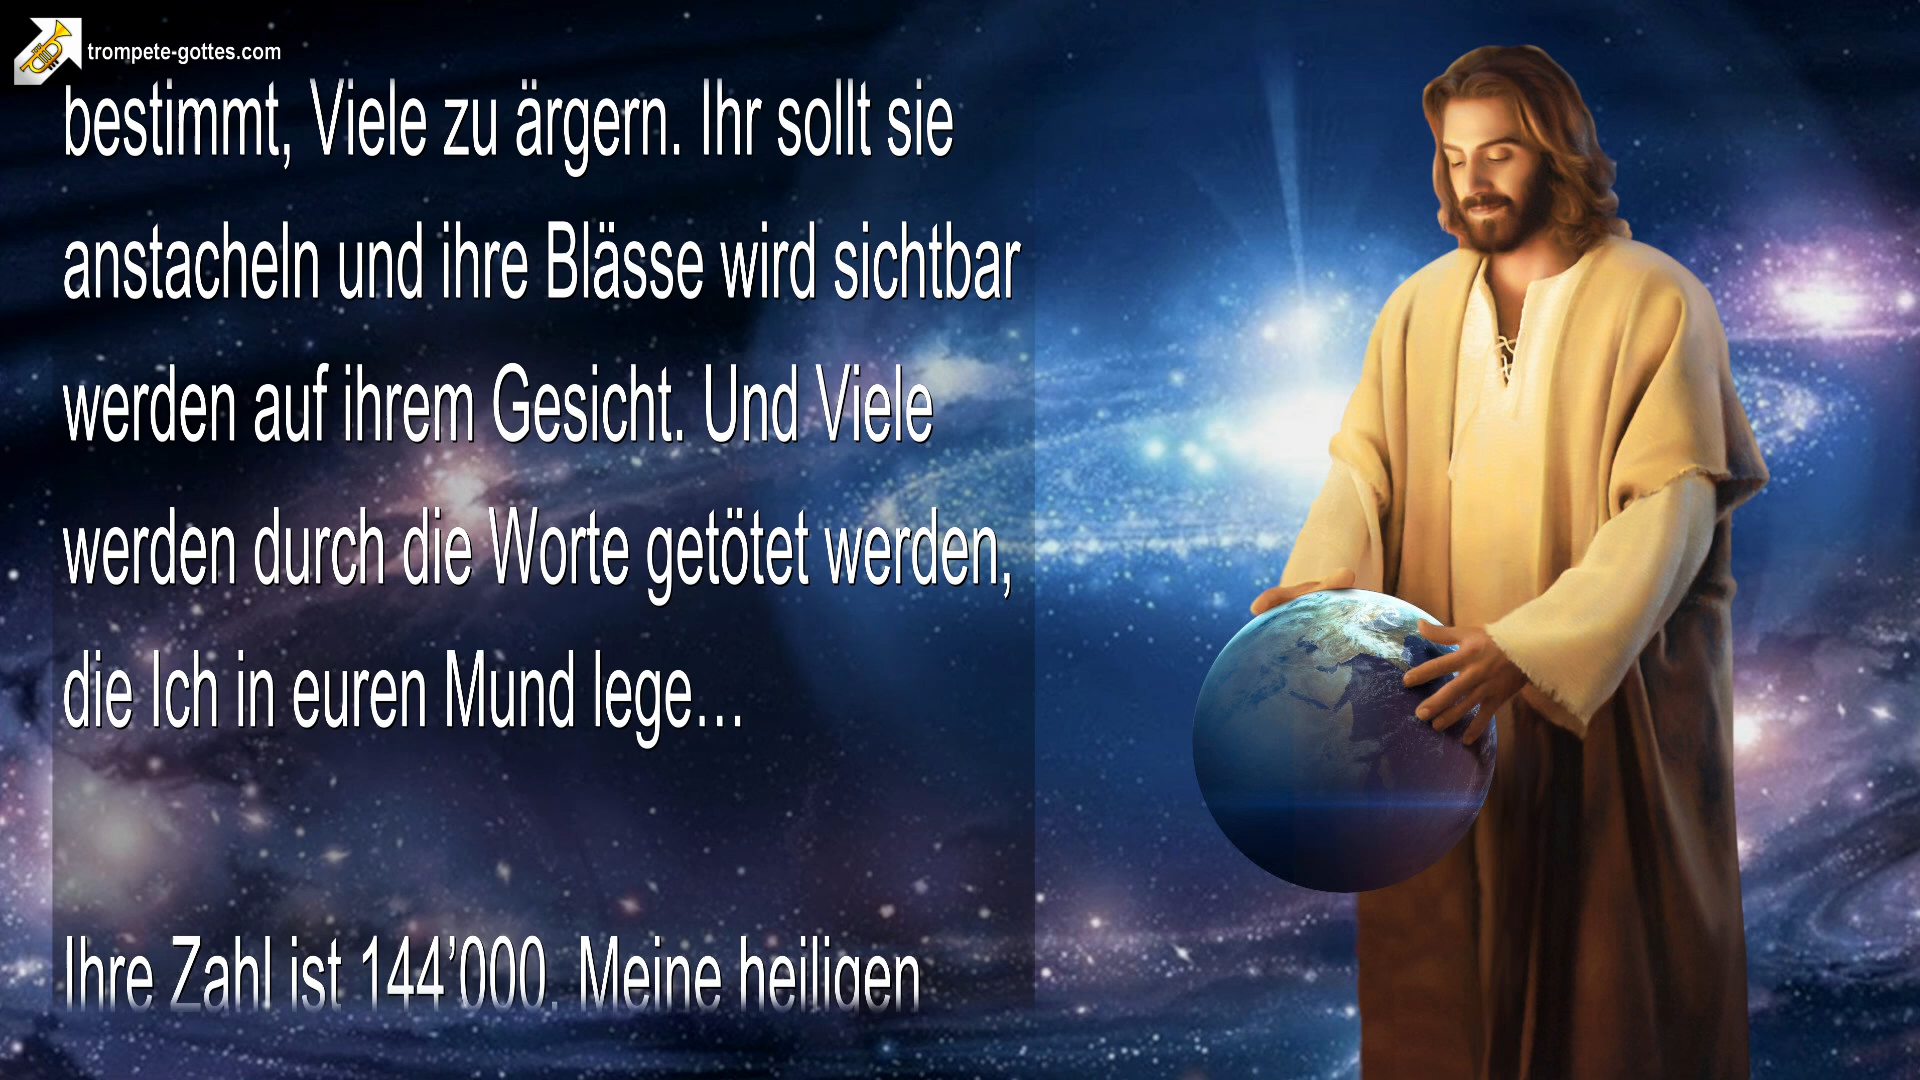 trompete-gottes.com
bestimmt, Viele zu ärgern. Ihr sollt sie
anstacheln und ihre Blässe wird sichtbar
werden auf ihrem Gesicht. Und Viele
werden durch die Worte getötet werden,
die Ich in euren Mund lege…
Ihre Zahl ist 144’000. Meine heiligen